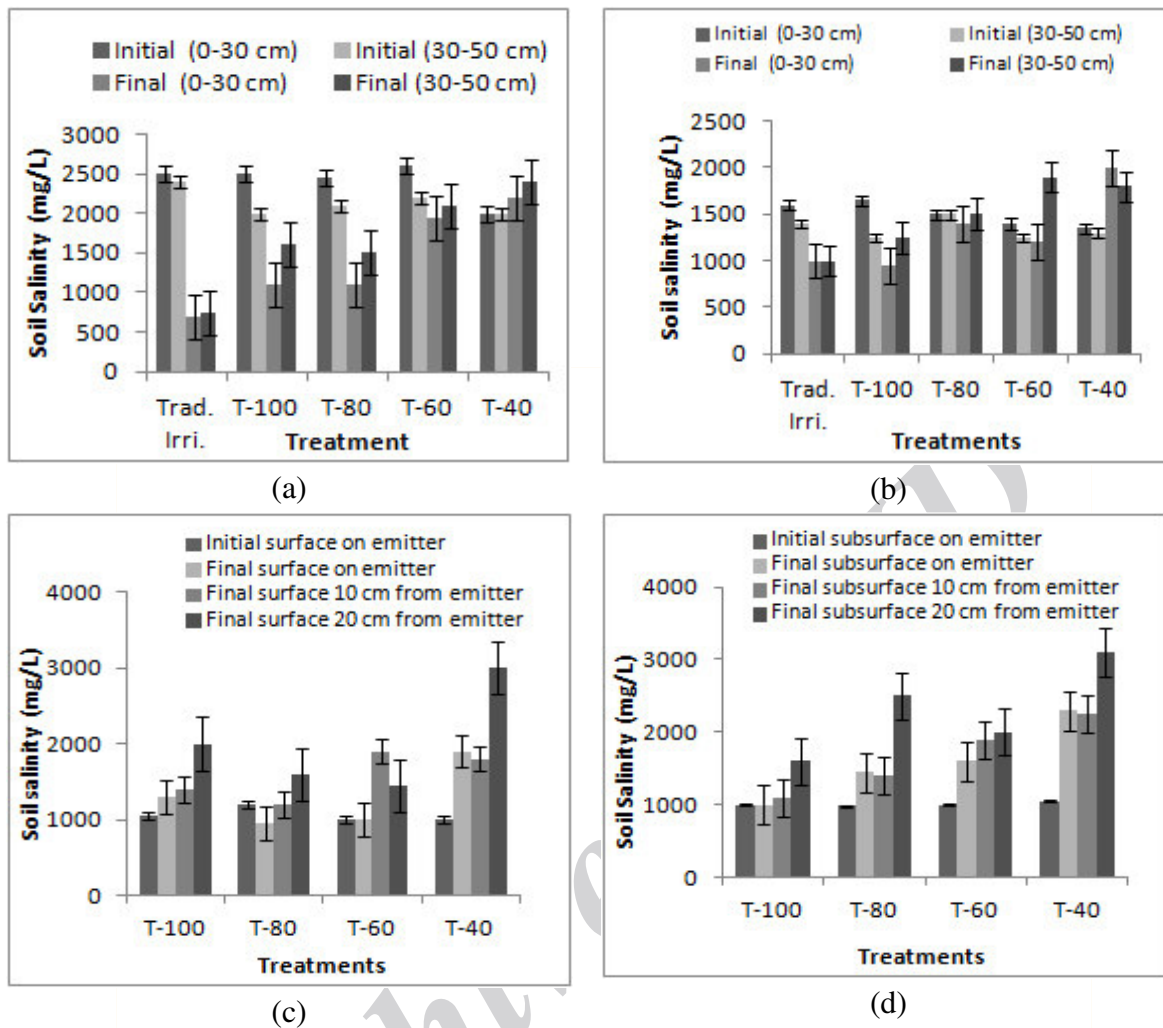 Initial (0-30 cm) Initial (30-50 cm)
Final (0-30 cm) Final (30-50 cm)
Soil Salinity (mg/L)
3000
2500
2000
1500
1000
500
0
Trad. Irri. T-100 T-80 T-60 T-40
Treatment
(a)
Initial (0-30 cm) Initial (30-50 cm)
Final (0-30 cm) Final (30-50 cm)
Soil salinity (mg/L)
2500
2000
1500
1000
500
0
Trad. Irri. T-100 T-80 T-60 T-40
Treatments
(b)
Initial surface on emitter
Final surface on emitter
Final surface 10 cm from emitter
Final surface 20 cm from emitter
Soil salinity (mg/L)
4000
3000
2000
1000
0
T-100 T-80 T-60 T-40
Treatments
(c)
Initial subsurface on emitter
Final subsurface on emitter
Final subsurface 10 cm from emitter
Final subsurface 20 cm from emitter
Soil Salinity (mg/L)
4000
3000
2000
1000
0
T-100 T-80 T-60 T-40
Treatments
(d)